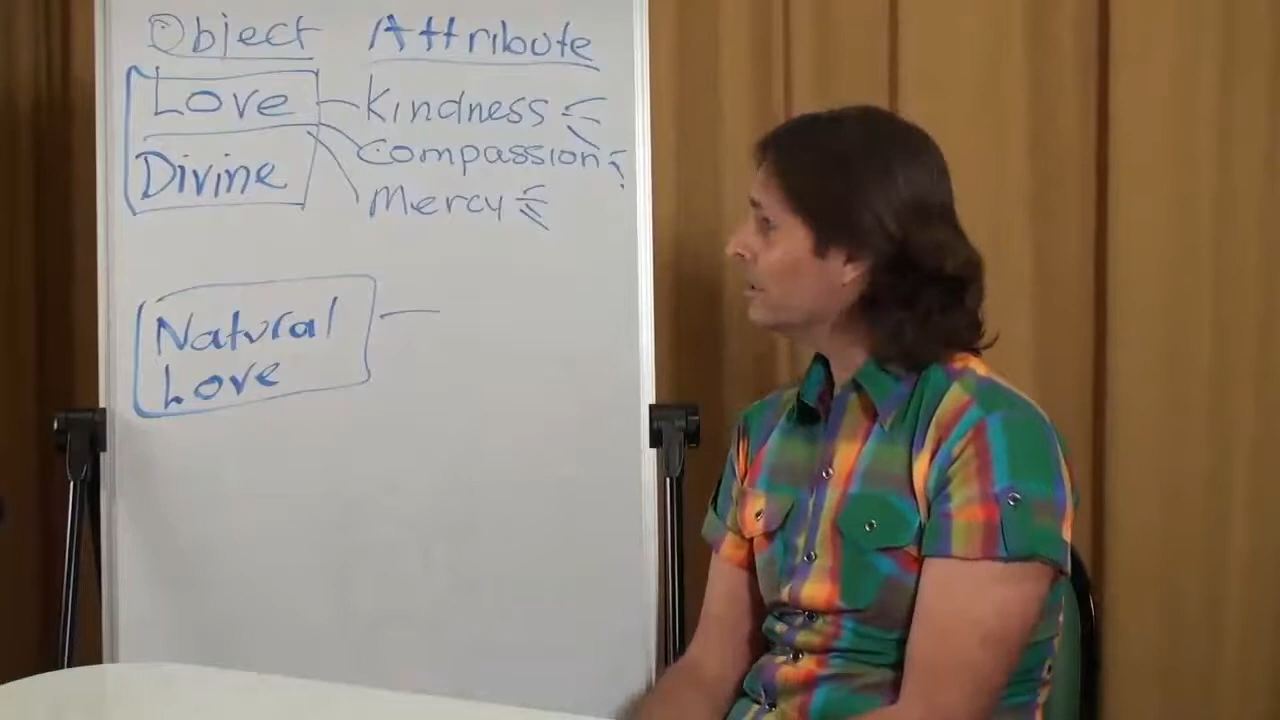 Object Attribute
Love Kindness
Compassion
Divine
Mercy
Natural
Love